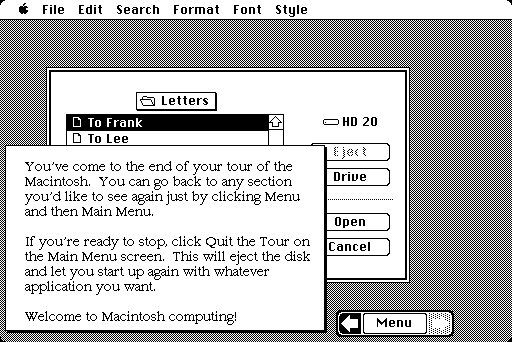 File Edit Search Format Font Style
Letters
To Frank
To Lee
HD 20
Eject
Drive
Open
Cancel
You've come to the end of your tour of the
Macintosh. You can go back to any section
you'd like to see again just by clicking Menu
and then Main Menu.
If you're ready to stop, click Quit the Tour on
the Main Menu screen. This will eject the disk
and let you start up again with whatever
application you want.
Welcome to Macintosh computing!
Menu